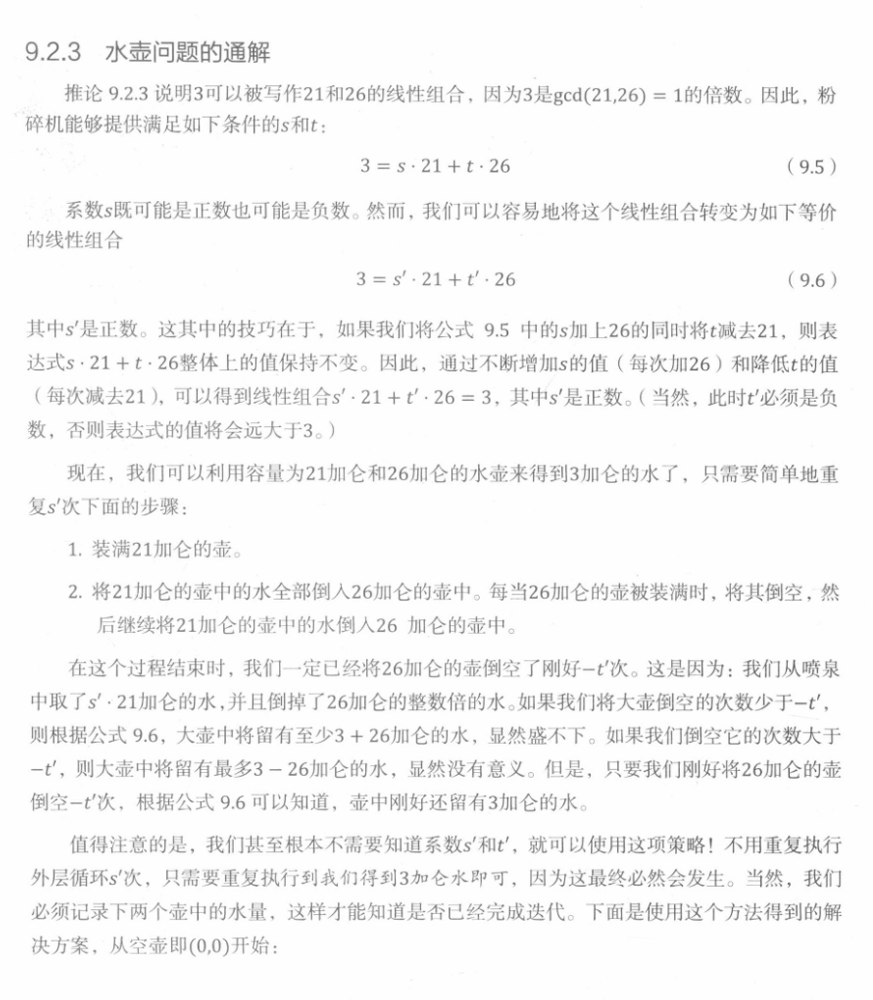 9.2.3 水壶问题的通解
推论 9.2.3 说明3可以被写作21和26的线性组合，因为3是gcd(21,26) = 1的倍数。因此，粉
碎机能够提供满足如下条件的s和t：
3 = s · 21 + t · 26 （9.5）
系数s既可能是正数也可能是负数。然而，我们可以容易地将这个线性组合转变为如下等价
的线性组合
3 = s′ · 21 + t′ · 26 （9.6）
其中s′是正数。这其中的技巧在于，如果我们将公式 9.5 中的s加上26的同时将t减去21，则表
达式s · 21 + t · 26整体上的值保持不变。因此，通过不断增加s的值（每次加26）和降低t的值
（每次减去21），可以得到线性组合s′ · 21 + t′ · 26 = 3，其中s′是正数。（当然，此时t′必须是负
数，否则表达式的值将会远大于3。）
现在，我们可以利用容量为21加仑和26加仑的水壶来得到3加仑的水了，只需要简单地重
复s′次下面的步骤：
1. 装满21加仑的壶。
2. 将21加仑的壶中的水全部倒入26加仑的壶中。每当26加仑的壶被装满时，将其倒空，然
后继续将21加仑的壶中的水倒入26 加仑的壶中。
在这个过程结束时，我们一定已经将26加仑的壶倒空了刚好−t′次。这是因为：我们从喷泉
中取了s′ · 21加仑的水，并且倒掉了26加仑的整数倍的水。如果我们将大壶倒空的次数少于−t′，
则根据公式 9.6，大壶中将留有至少3 + 26加仑的水，显然盛不下。如果我们倒空它的次数大于
−t′，则大壶中将留有最多3 − 26加仑的水，显然没有意义。但是，只要我们刚好将26加仑的壶
倒空−t′次，根据公式 9.6 可以知道，壶中刚好还留有3加仑的水。
值得注意的是，我们甚至根本不需要知道系数s′和t′，就可以使用这项策略！不用重复执行
外层循环s′次，只需要重复执行到我们得到3加仑水即可，因为这最终必然会发生。当然，我们
必须记录下两个壶中的水量，这样才能知道是否已经完成迭代。下面是使用这个方法得到的解
决方案，从空壶即(0,0)开始：